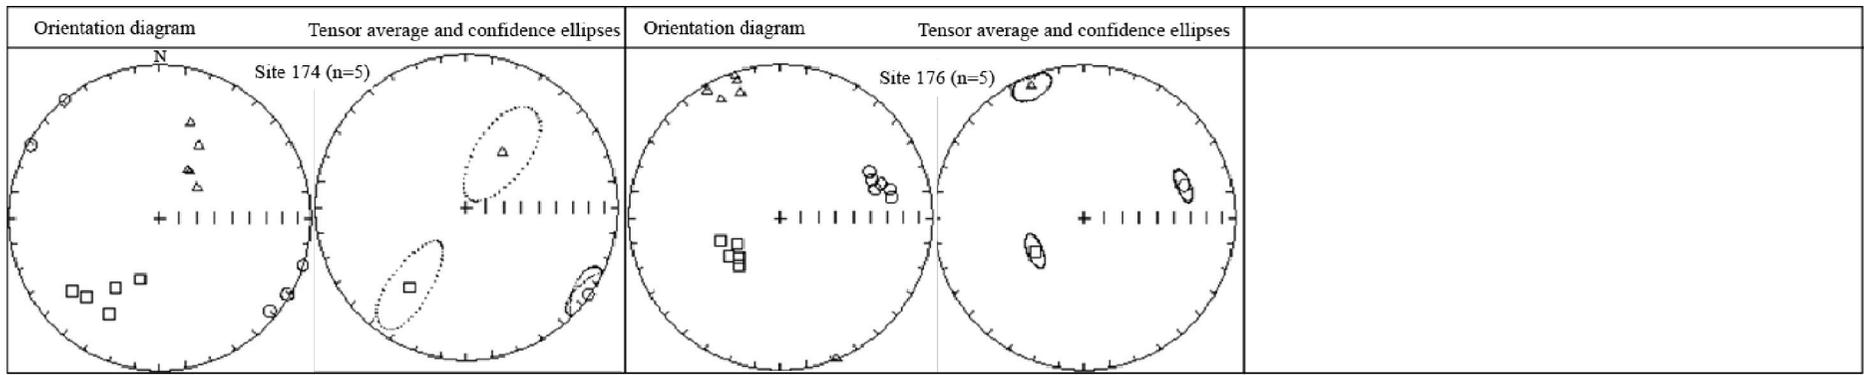 Orientation diagram
Tensor average and confidence ellipses
Orientation diagram
Tensor average and confidence ellipses
N
Site 174 (n=5)
Site 176 (n=5)